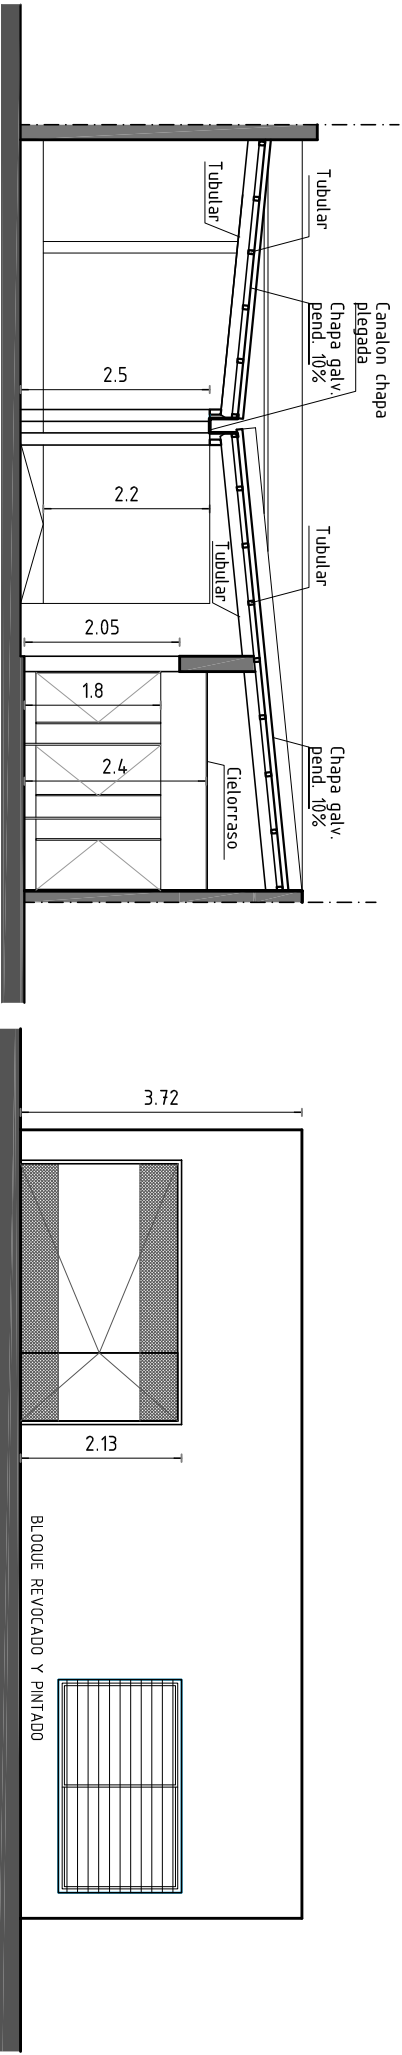 Tubular
Tubular
Canalon chapa
plegada
Chapa galv.
pend. 10%
2.5
2.2
Tubular
Tubular
2.05
1.8
2.4
Cielorraso
Chapa galv.
pend. 10%
3.72
2.13
BLOQUE REVOCADO Y PINTADO